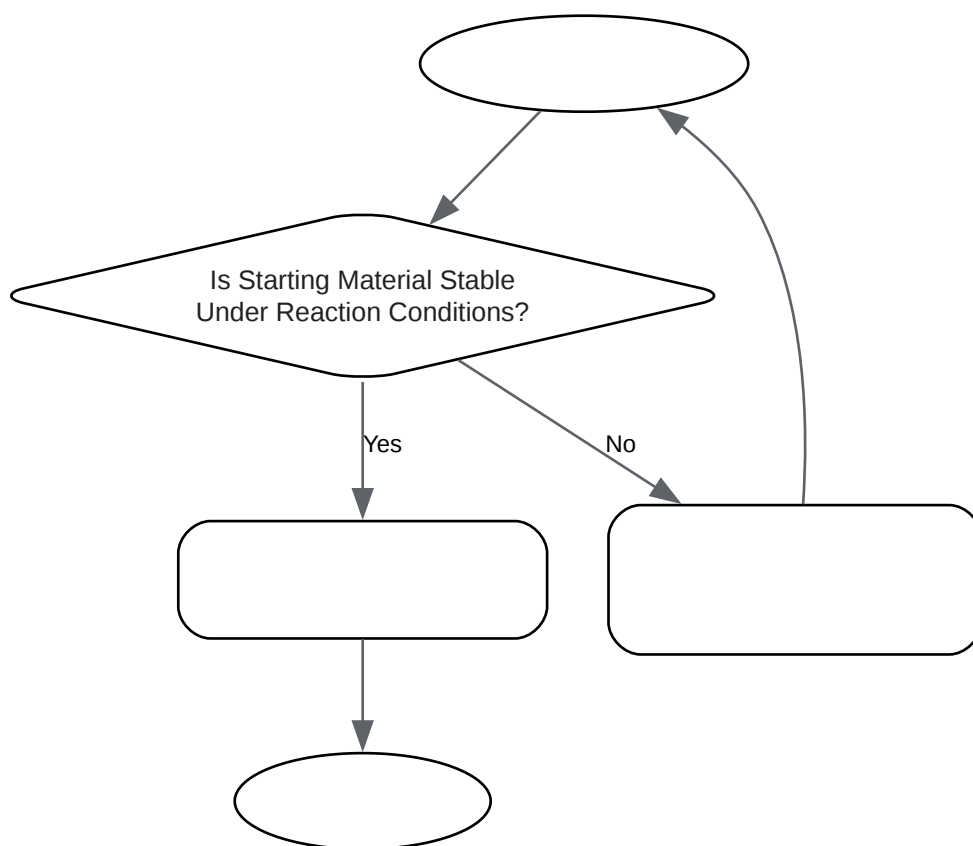 Is Starting Material Stable
Under Reaction Conditions?
Yes
No